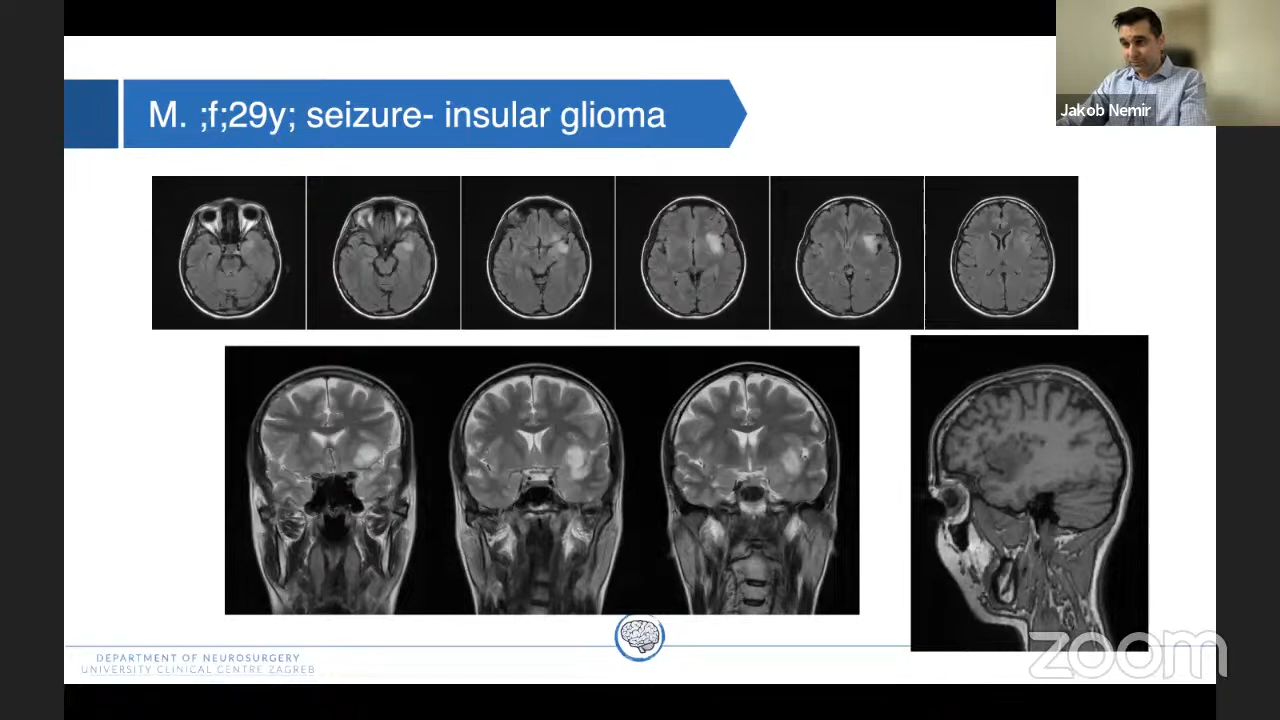 Jakob Nemir
M. ;f;29y; seizure- insular glioma
DEPARTMENT OF NEUROSURGERY
UNIVERSITY CLINICAL CENTRE ZAGREB
zoom